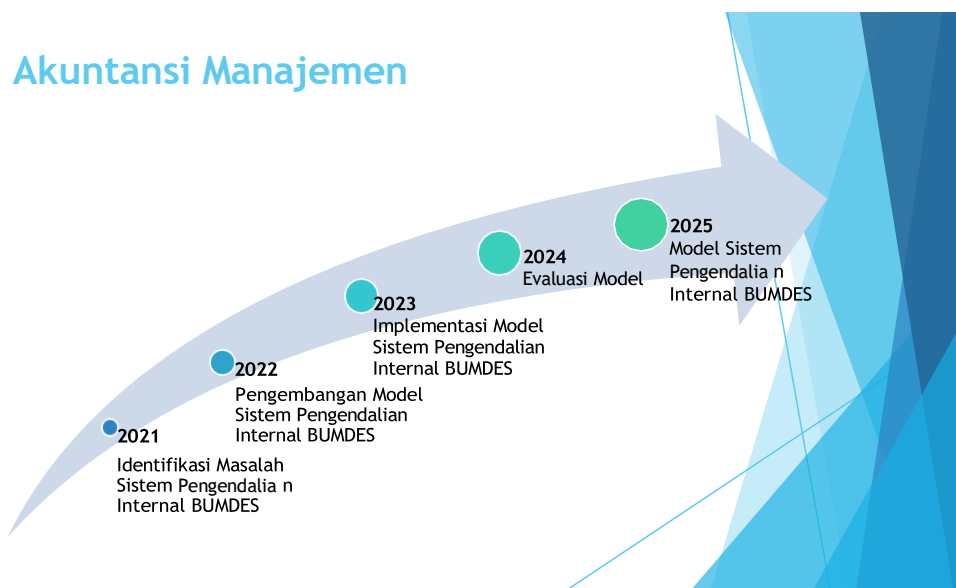 Akuntansi Manajemen
2021
Identifikasi Masalah
Sistem Pengendalia n
Internal BUMDES
2022
Pengembangan Model
Sistem Pengendalian
Internal BUMDES
2023
Implementasi Model
Sistem Pengendalian
Internal BUMDES
2024
Evaluasi Model
2025
Model Sistem
Pengendalia n
Internal BUMDES